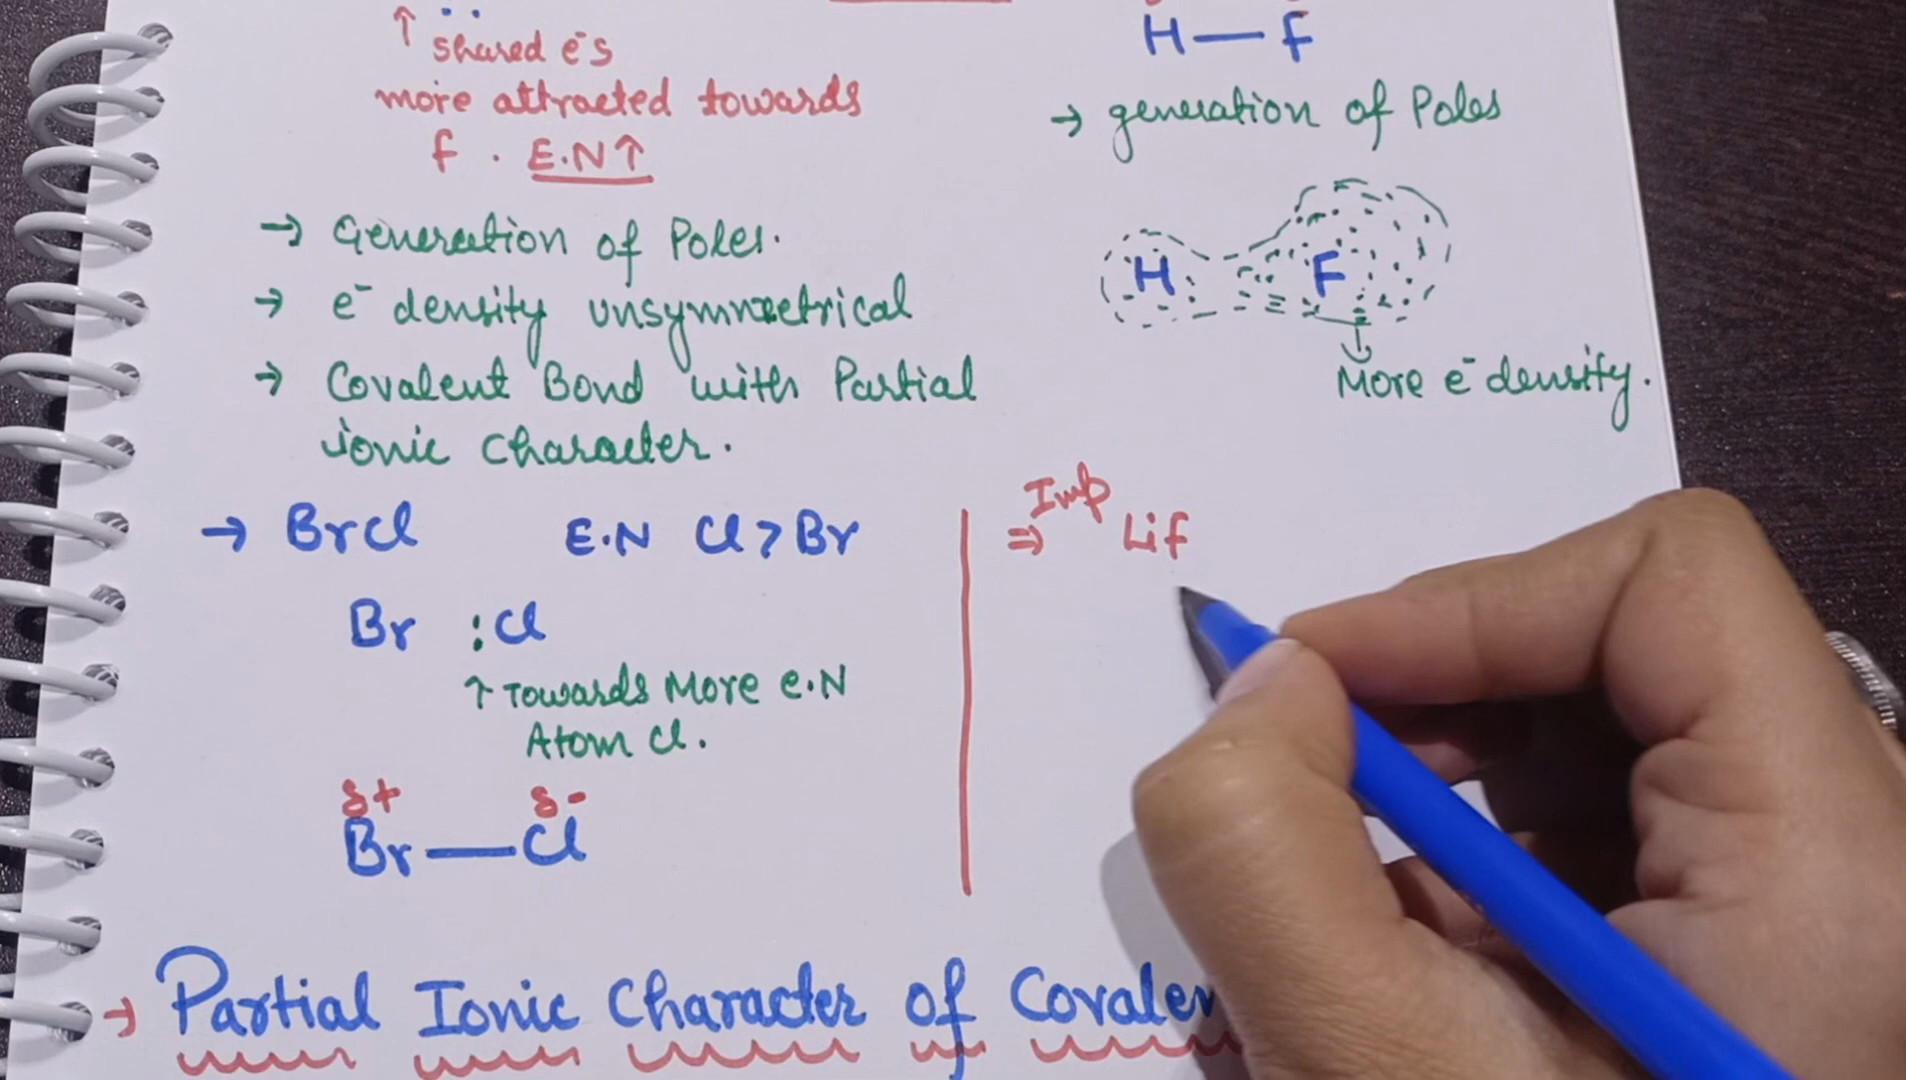 ↑ shared e⁻s
more attracted towards
F . E.N↑
→ Generation of Poles.
→ e⁻ density unsymmetrical
→ Covalent Bond with Partial
ionic character.
H — F
→ generation of Poles
H F
More e⁻ density.
→ BrCl E.N Cl > Br
Br :Cl
↑ Towards More e.N
Atom Cl.
δ+ δ-
Br — Cl
Imp
⇒ LiF
→ Partial Ionic Character of Covalen